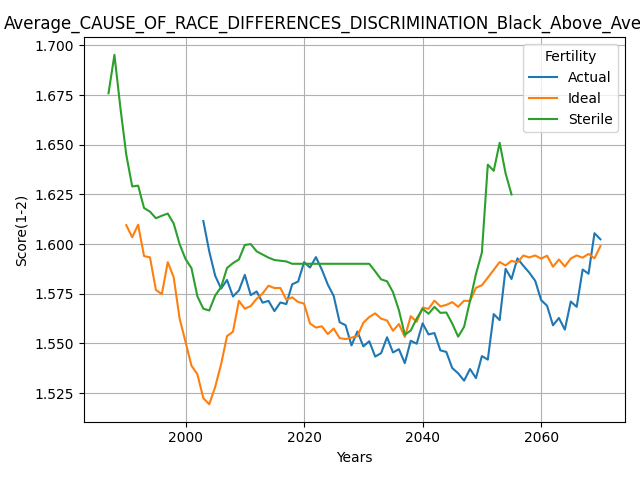 Average_CAUSE_OF_RACE_DIFFERENCES_DISCRIMINATION_Black_Above_Ave
1.700
1.675
1.650
1.625
1.600
1.575
1.550
1.525
Score(1-2)
Fertility
Actual
Ideal
Sterile
2000 2020 2040 2060
Years